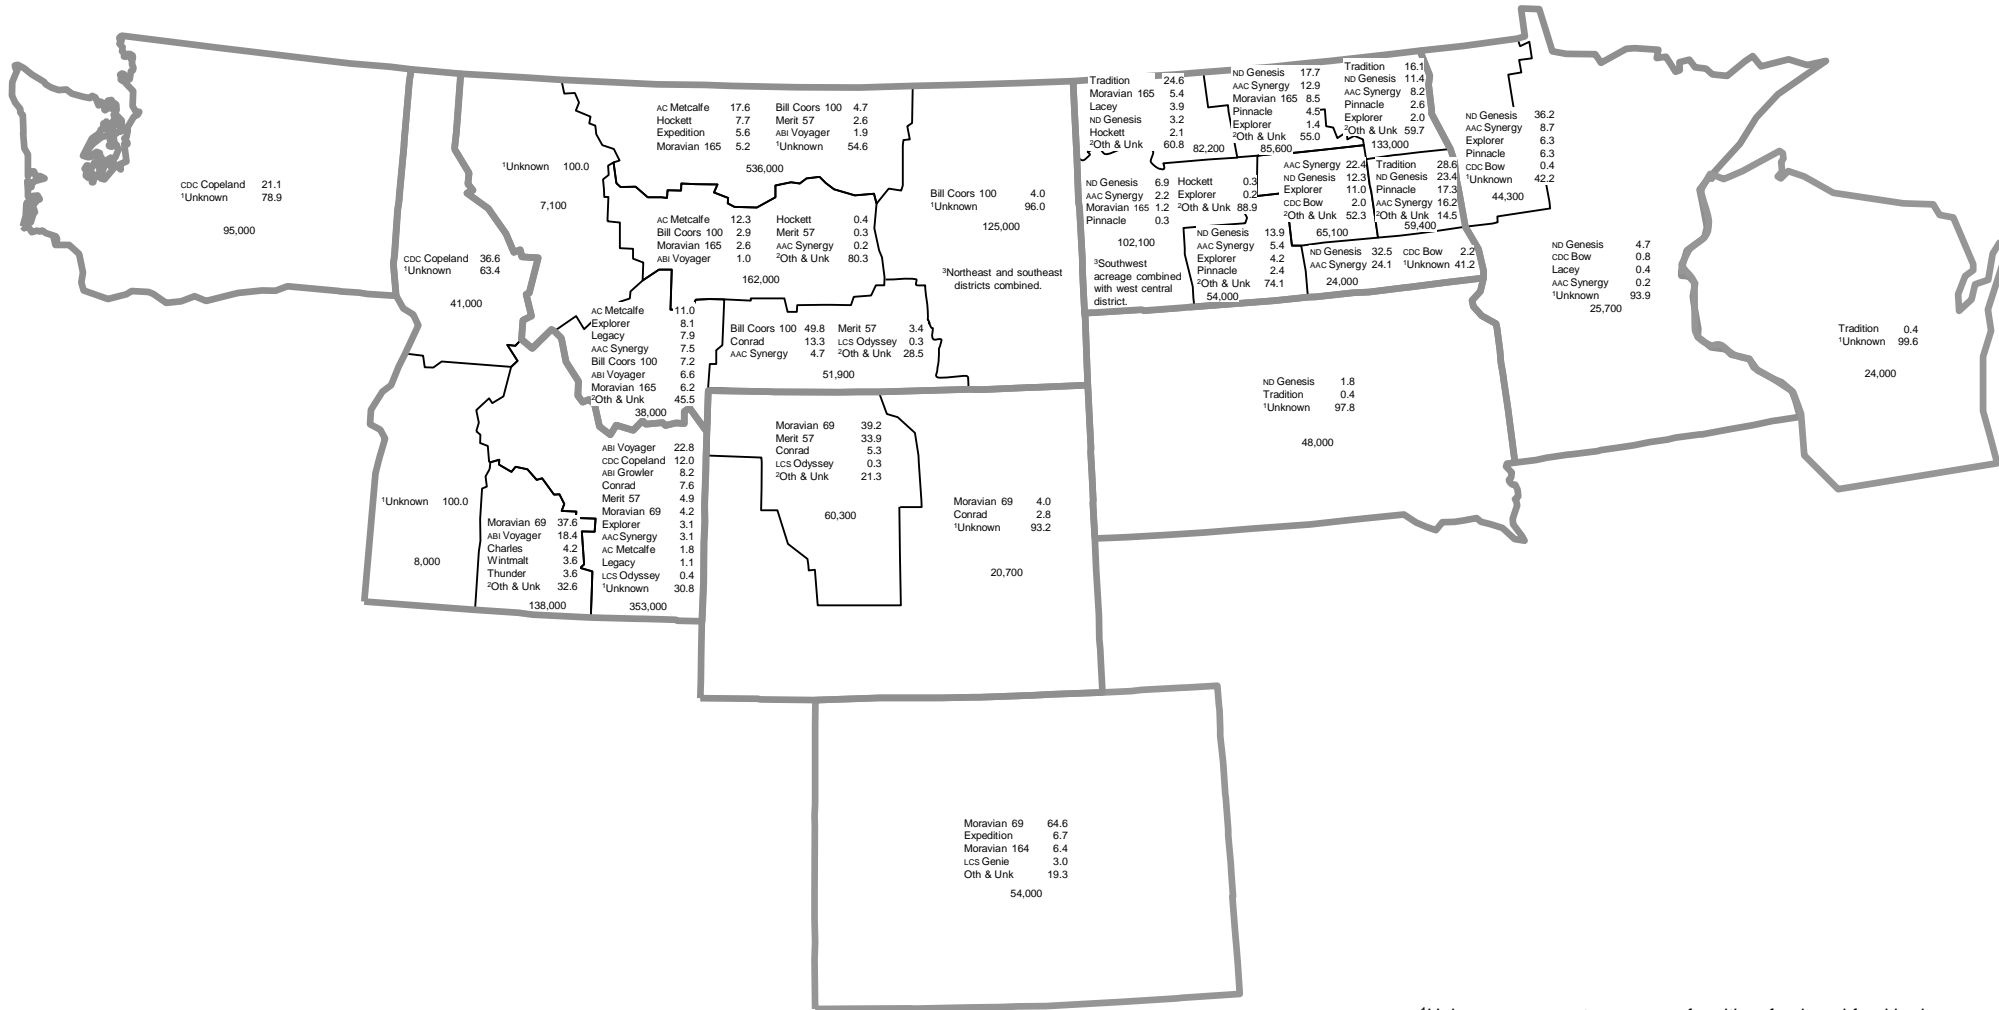 CDC Copeland 21.1
¹Unknown 78.9
95,000
CDC Copeland 36.6
¹Unknown 63.4
41,000
¹Unknown 100.0
8,000
Moravian 69 37.6
ABI Voyager 18.4
Charles 4.2
Wintmalt 3.6
Thunder 3.6
²Oth & Unk 32.6
138,000
ABI Voyager 22.8
CDC Copeland 12.0
ABI Growler 8.2
Conrad 7.6
Merit 57 4.9
Moravian 69 4.2
Explorer 3.1
AAC Synergy 3.1
AC Metcalfe 1.8
Legacy 1.1
LCS Odyssey 0.4
¹Unknown 30.8
353,000
¹Unknown 100.0
7,100
AC Metcalfe 17.6 Bill Coors 100 4.7
Hockett 7.7 Merit 57 2.6
Expedition 5.6 ABI Voyager 1.9
Moravian 165 5.2 ¹Unknown 54.6
536,000
AC Metcalfe 12.3 Hockett 0.4
Bill Coors 100 2.9 Merit 57 0.3
Moravian 165 2.6 AAC Synergy 0.2
ABI Voyager 1.0 ²Oth & Unk 80.3
162,000
Bill Coors 100 4.0
¹Unknown 96.0
125,000
³Northeast and southeast
districts combined.
AC Metcalfe 11.0
Explorer 8.1
Legacy 7.9
AAC Synergy 7.5
Bill Coors 100 7.2
ABI Voyager 6.6
Moravian 165 6.2
²Oth & Unk 45.5
38,000
Bill Coors 100 49.8 Merit 57 3.4
Conrad 13.3 LCS Odyssey 0.3
AAC Synergy 4.7 ²Oth & Unk 28.5
51,900
Moravian 69 39.2
Merit 57 33.9
Conrad 5.3
LCS Odyssey 0.3
²Oth & Unk 21.3
60,300
Moravian 69 4.0
Conrad 2.8
¹Unknown 93.2
20,700
Moravian 69 64.6
Expedition 6.7
Moravian 164 6.4
LCS Genie 3.0
Oth & Unk 19.3
54,000
Tradition 24.6
Moravian 165 5.4
Lacey 3.9
ND Genesis 3.2
Hockett 2.1
²Oth & Unk 60.8
82,200
ND Genesis 17.7
AAC Synergy 12.9
Moravian 165 8.5
Pinnacle 4.5
Explorer 1.4
²Oth & Unk 55.0
85,600
Tradition 16.1
ND Genesis 11.4
AAC Synergy 8.2
Pinnacle 2.6
Explorer 2.0
²Oth & Unk 59.7
133,000
ND Genesis 6.9 Hockett 0.3
AAC Synergy 2.2 Explorer 0.2
Moravian 165 1.2 ²Oth & Unk 88.9
Pinnacle 0.3
102,100
³Southwest
acreage combined
with west central
district.
AAC Synergy 22.4
ND Genesis 12.3
Explorer 11.0
CDC Bow 2.0
²Oth & Unk 52.3
65,100
Tradition 28.6
ND Genesis 23.4
Pinnacle 17.3
AAC Synergy 16.2
²Oth & Unk 14.5
59,400
ND Genesis 13.9
AAC Synergy 5.4
Explorer 4.2
Pinnacle 2.4
²Oth & Unk 74.1
54,000
ND Genesis 32.5 CDC Bow 2.2
AAC Synergy 24.1 ¹Unknown 41.2
24,000
ND Genesis 36.2
AAC Synergy 8.7
Explorer 6.3
Pinnacle 6.3
CDC Bow 0.4
¹Unknown 42.2
44,300
ND Genesis 4.7
CDC Bow 0.8
Lacey 0.4
AAC Synergy 0.2
¹Unknown 93.9
25,700
ND Genesis 1.8
Tradition 0.4
¹Unknown 97.8
48,000
Tradition 0.4
¹Unknown 99.6
24,000